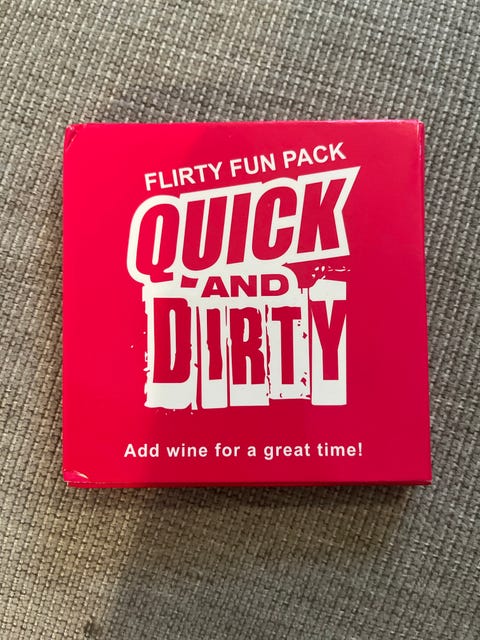 FLIRTY FUN PACK
QUICK
AND
DIRTY
Add wine for a great time!